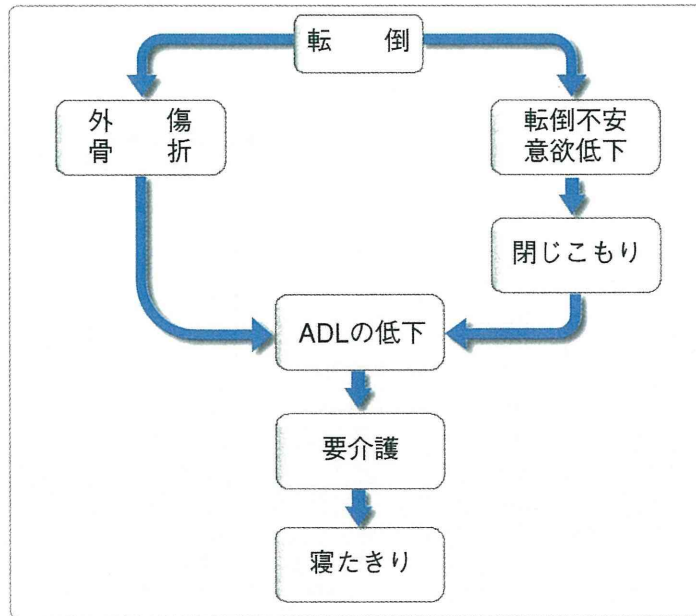 転　倒
外　傷
骨　折
転倒不安
意欲低下
閉じこもり
ADLの低下
要介護
寝たきり